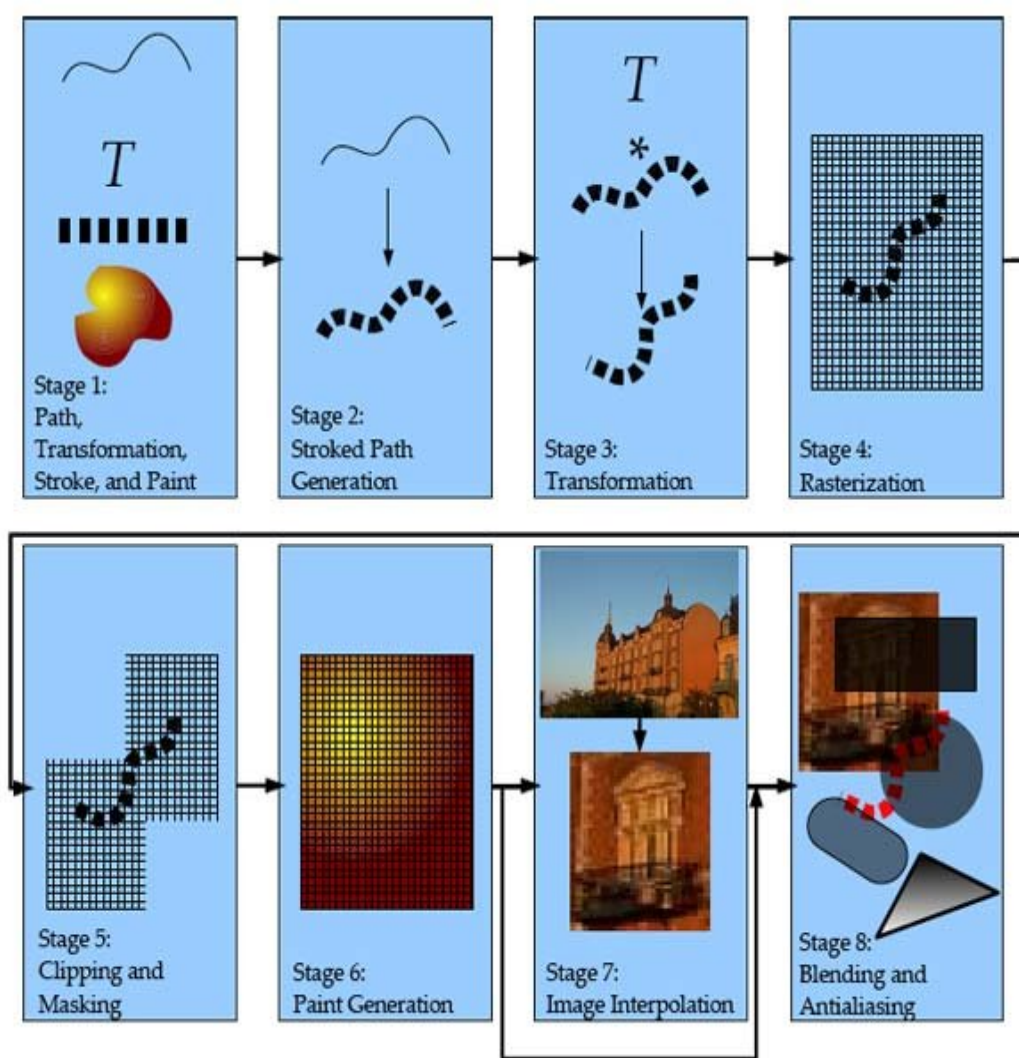 T
Stage 1:
Path,
Transformation,
Stroke, and Paint
Stage 2:
Stroked Path
Generation
T
*
Stage 3:
Transformation
Stage 4:
Rasterization
Stage 5:
Clipping and
Masking
Stage 6:
Paint Generation
Stage 7:
Image Interpolation
Stage 8:
Blending and
Antialiasing